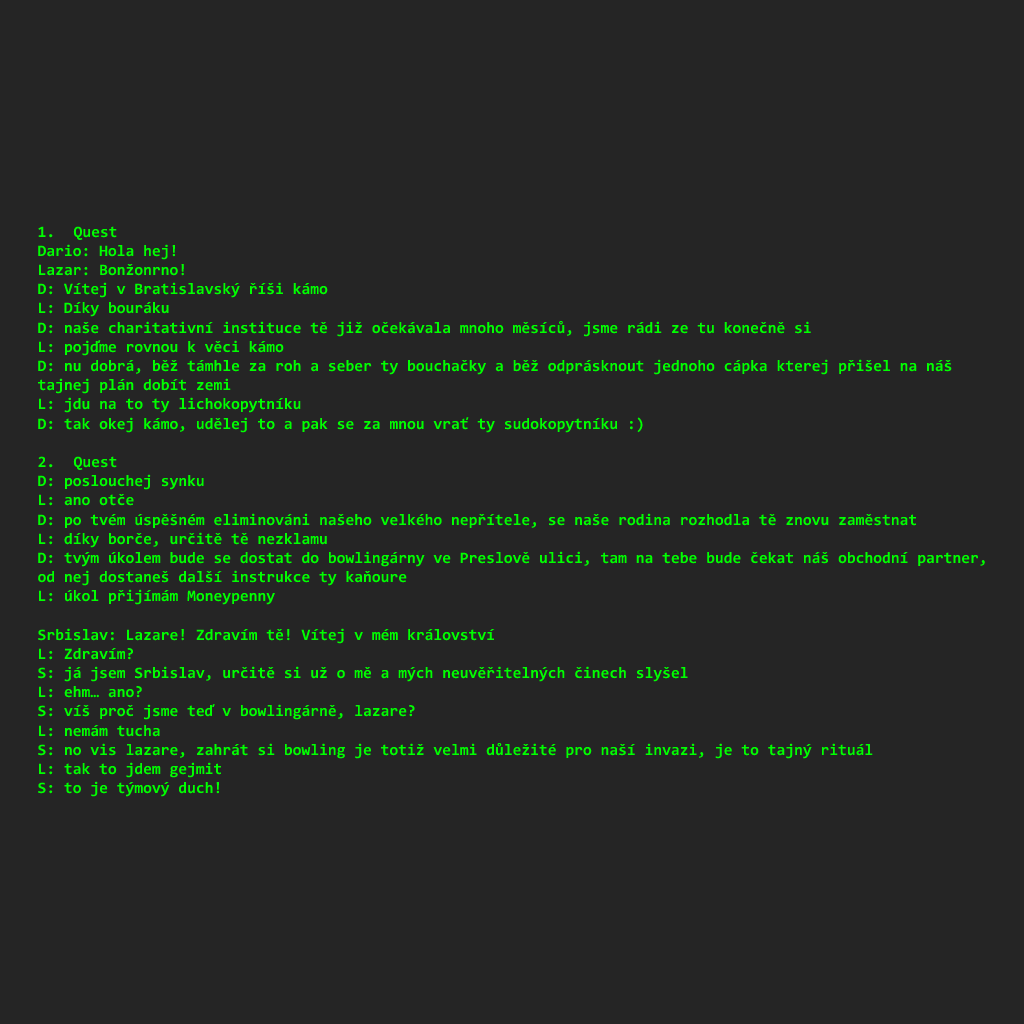 1.  Quest
Dario: Hola hej!
Lazar: Bonžonrno!
D: Vítej v Bratislavský říši kámo
L: Díky bouráku
D: naše charitativní instituce tě již očekávala mnoho měsíců, jsme rádi ze tu konečně si
L: pojďme rovnou k věci kámo
D: nu dobrá, běž támhle za roh a seber ty bouchačky a běž odprásknout jednoho cápka kterej přišel na náš
tajnej plán dobít zemi
L: jdu na to ty lichokopytníku
D: tak okej kámo, udělej to a pak se za mnou vrať ty sudokopytníku :)

2.  Quest
D: poslouchej synku
L: ano otče
D: po tvém úspěšném eliminováni našeho velkého nepřítele, se naše rodina rozhodla tě znovu zaměstnat
L: díky borče, určitě tě nezklamu
D: tvým úkolem bude se dostat do bowlingárny ve Preslově ulici, tam na tebe bude čekat náš obchodní partner,
od nej dostaneš další instrukce ty kaňoure
L: úkol přijímám Moneypenny

Srbislav: Lazare! Zdravím tě! Vítej v mém království
L: Zdravím?
S: já jsem Srbislav, určitě si už o mě a mých neuvěřitelných činech slyšel
L: ehm… ano?
S: víš proč jsme teď v bowlingárně, lazare?
L: nemám tucha
S: no vis lazare, zahrát si bowling je totiž velmi důležité pro naší invazi, je to tajný rituál
L: tak to jdem gejmit
S: to je týmový duch!